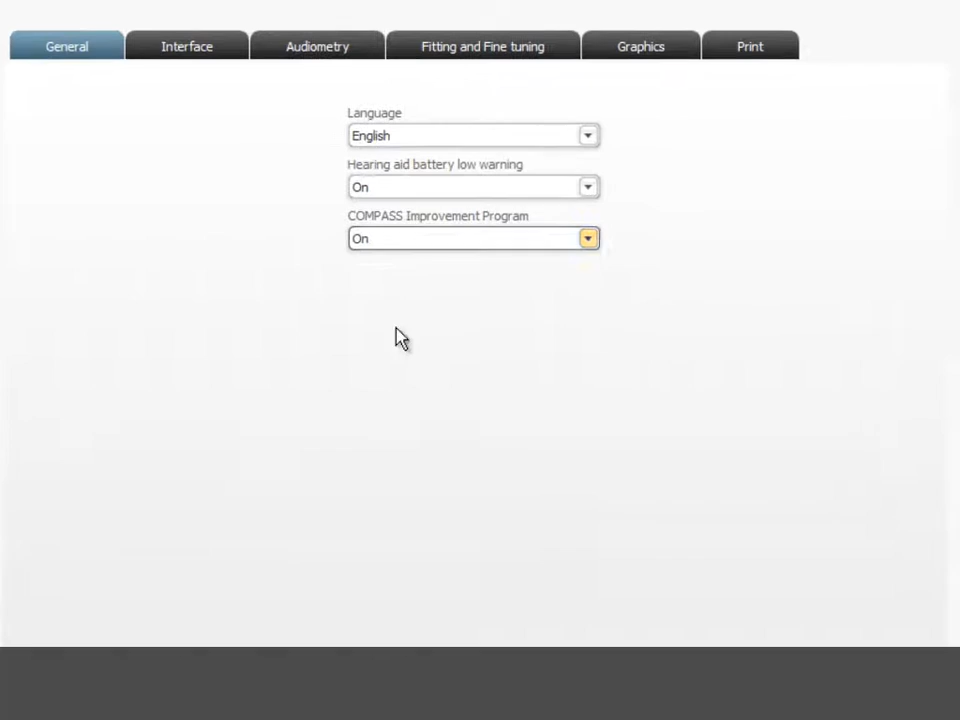 General Interface Audiometry Fitting and Fine tuning Graphics Print
Language
English
Hearing aid battery low warning
On
COMPASS Improvement Program
On